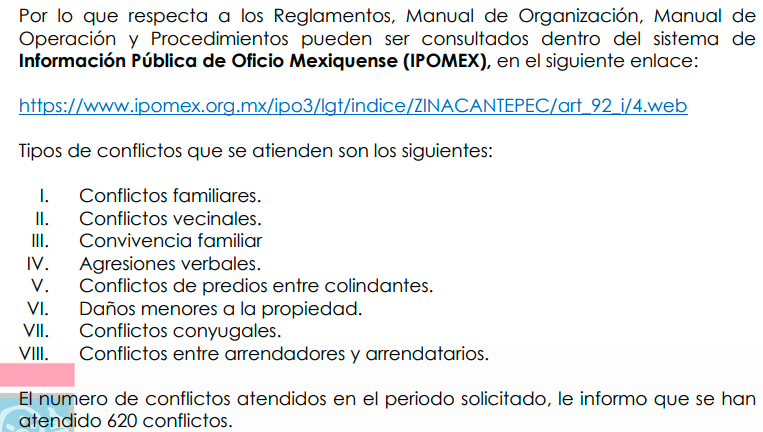 Por lo que respecta a los Reglamentos, Manual de Organización, Manual de
Operación y Procedimientos pueden ser consultados dentro del sistema de
Información Pública de Oficio Mexiquense (IPOMEX), en el siguiente enlace:
https://www.ipomex.org.mx/ipo3/lgt/indice/ZINACANTEPEC/art_92_i/4.web
Tipos de conflictos que se atienden son los siguientes:
I. Conflictos familiares.
II. Conflictos vecinales.
III. Convivencia familiar
IV. Agresiones verbales.
V. Conflictos de predios entre colindantes.
VI. Daños menores a la propiedad.
VII. Conflictos conyugales.
VIII. Conflictos entre arrendadores y arrendatarios.
El numero de conflictos atendidos en el periodo solicitado, le informo que se han
atendido 620 conflictos.